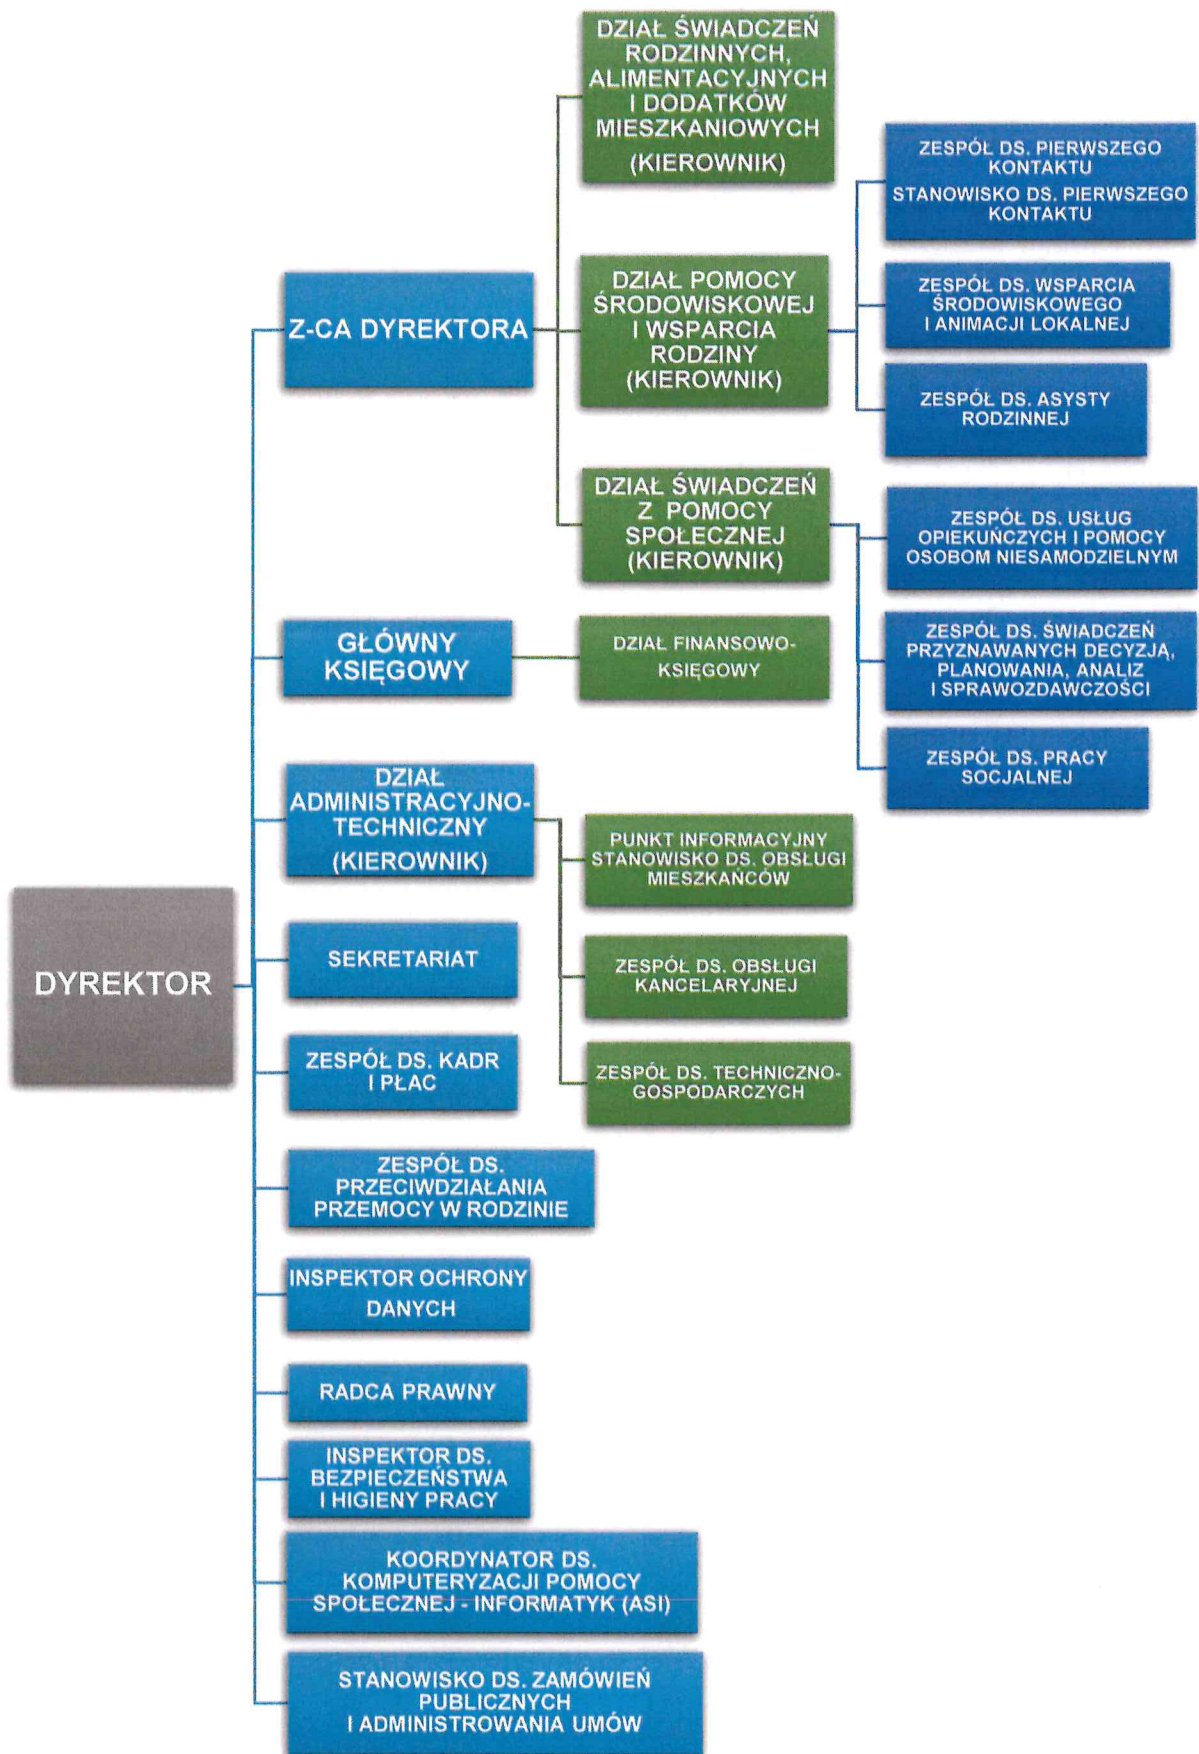 DYREKTOR
Z-CA DYREKTORA
DZIAŁ ŚWIADCZEŃ
RODZINNYCH,
ALIMENTACYJNYCH
I DODATKÓW
MIESZKANIOWYCH
(KIEROWNIK)
DZIAŁ POMOCY
ŚRODOWISKOWEJ
I WSPARCIA
RODZINY
(KIEROWNIK)
ZESPÓŁ DS. PIERWSZEGO
KONTAKTU
STANOWISKO DS. PIERWSZEGO
KONTAKTU
ZESPÓŁ DS. WSPARCIA
ŚRODOWISKOWEGO
I ANIMACJI LOKALNEJ
ZESPÓŁ DS. ASYSTY
RODZINNEJ
DZIAŁ ŚWIADCZEŃ
Z POMOCY
SPOŁECZNEJ
(KIEROWNIK)
ZESPÓŁ DS. USŁUG
OPIEKUŃCZYCH I POMOCY
OSOBOM NIESAMODZIELNYM
ZESPÓŁ DS. ŚWIADCZEŃ
PRZYZNAWANYCH DECYZJĄ,
PLANOWANIA, ANALIZ
I SPRAWOZDAWCZOŚCI
ZESPÓŁ DS. PRACY
SOCJALNEJ
GŁÓWNY
KSIĘGOWY
DZIAŁ FINANSOWO-
KSIĘGOWY
DZIAŁ
ADMINISTRACYJNO-
TECHNICZNY
(KIEROWNIK)
PUNKT INFORMACYJNY
STANOWISKO DS. OBSŁUGI
MIESZKAŃCÓW
ZESPÓŁ DS. OBSŁUGI
KANCELARYJNEJ
ZESPÓŁ DS. TECHNICZNO-
GOSPODARCZYCH
SEKRETARIAT
ZESPÓŁ DS. KADR
I PŁAC
ZESPÓŁ DS.
PRZECIWDZIAŁANIA
PRZEMOCY W RODZINIE
INSPEKTOR OCHRONY
DANYCH
RADCA PRAWNY
INSPEKTOR DS.
BEZPIECZEŃSTWA
I HIGIENY PRACY
KOORDYNATOR DS.
KOMPUTERYZACJI POMOCY
SPOŁECZNEJ - INFORMATYK (ASI)
STANOWISKO DS. ZAMÓWIEŃ
PUBLICZNYCH
I ADMINISTROWANIA UMÓW